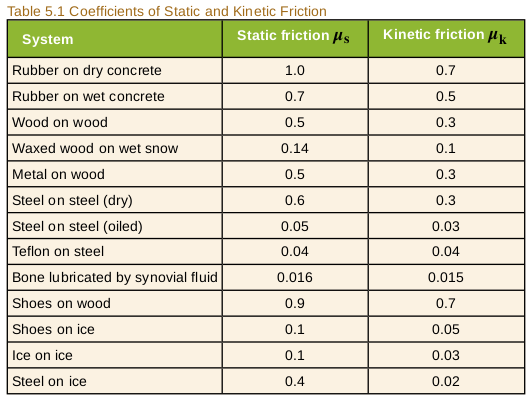 Table 5.1 Coefficients of Static and Kinetic Friction
System Static friction μs Kinetic friction μk
Rubber on dry concrete 1.0 0.7
Rubber on wet concrete 0.7 0.5
Wood on wood 0.5 0.3
Waxed wood on wet snow 0.14 0.1
Metal on wood 0.5 0.3
Steel on steel (dry) 0.6 0.3
Steel on steel (oiled) 0.05 0.03
Teflon on steel 0.04 0.04
Bone lubricated by synovial fluid 0.016 0.015
Shoes on wood 0.9 0.7
Shoes on ice 0.1 0.05
Ice on ice 0.1 0.03
Steel on ice 0.4 0.02